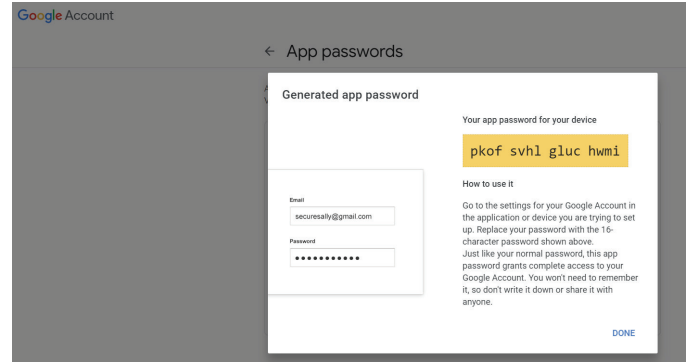 Google Account
← App passwords
Generated app password
Your app password for your device
pkof svhl gluc hwmi
How to use it
Go to the settings for your Google Account in
the application or device you are trying to set
up. Replace your password with the 16-
character password shown above.
Just like your normal password, this app
password grants complete access to your
Google Account. You won't need to remember
it, so don't write it down or share it with
anyone.
Email
securesally@gmail.com
Password
•••••••••••
DONE